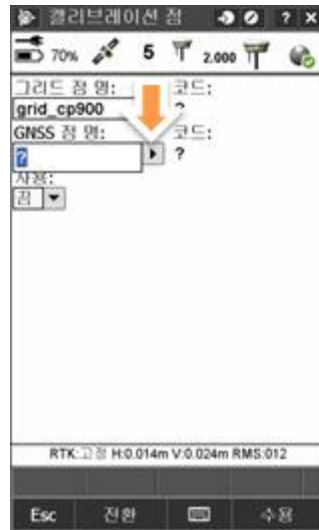 캘리브레이션 점 ? ×
70% 5 2.000
그리드 점 명: 코드:
grid_cp900 ?
GNSS 점 명: 코드:
? ?
사용:
끔
RTK:고정 H:0.014m V:0.024m RMS:012
Esc 전환 수용